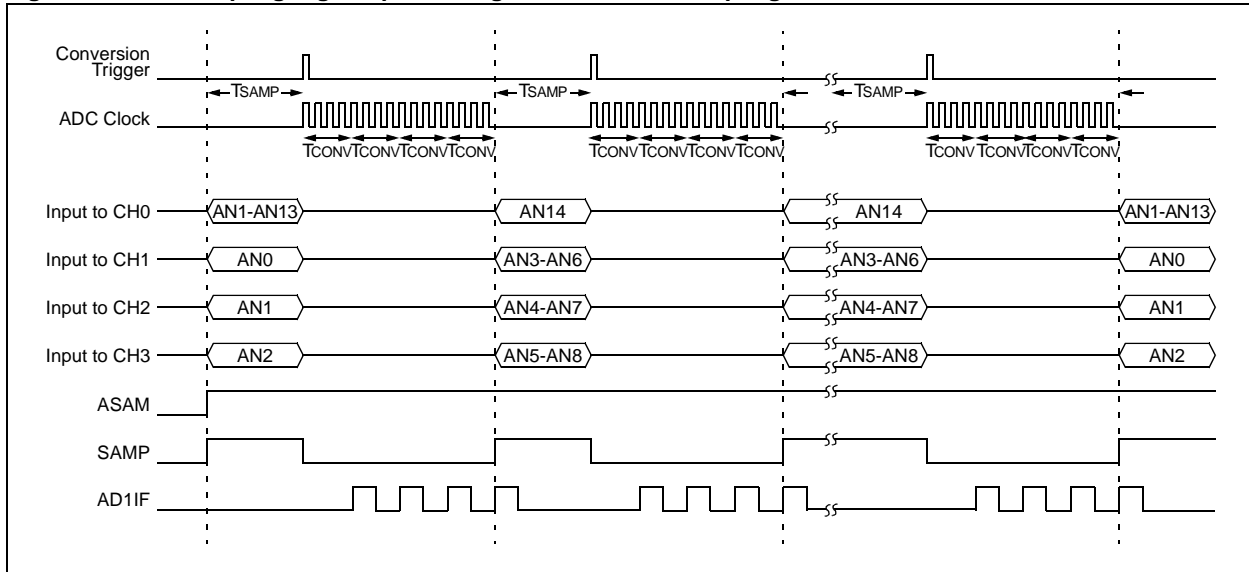 Conversion
Trigger
TSAMP TSAMP TSAMP
ADC Clock
TCONV TCONV TCONV TCONV TCONV TCONV TCONV TCONV TCONV TCONV TCONV TCONV
Input to CH0 AN1-AN13 AN14 AN14 AN1-AN13
Input to CH1 AN0 AN3-AN6 AN3-AN6 AN0
Input to CH2 AN1 AN4-AN7 AN4-AN7 AN1
Input to CH3 AN2 AN5-AN8 AN5-AN8 AN2
ASAM
SAMP
AD1IF